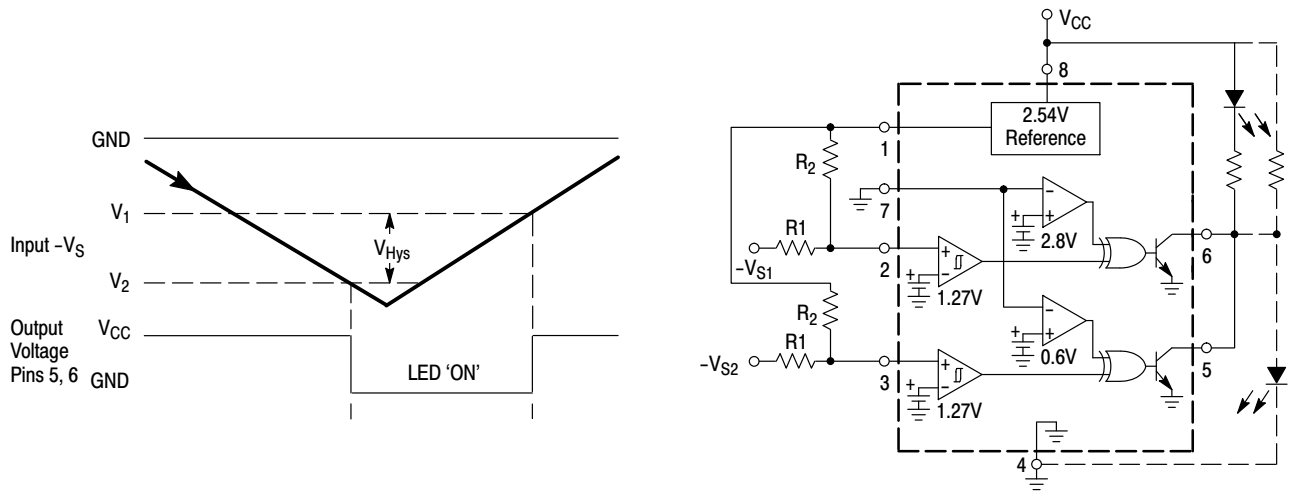 GND
V1
Input –VS
VHys
V2
Output
Voltage
Pins 5, 6
VCC
GND
LED ‘ON’
VCC
8
2.54V
Reference
1
R2
7
+
–
+
2.8V
R1
–VS1
2
+
–
+
1.27V
6
R2
–
+
+
0.6V
R1
–VS2
3
+
–
+
1.27V
5
4